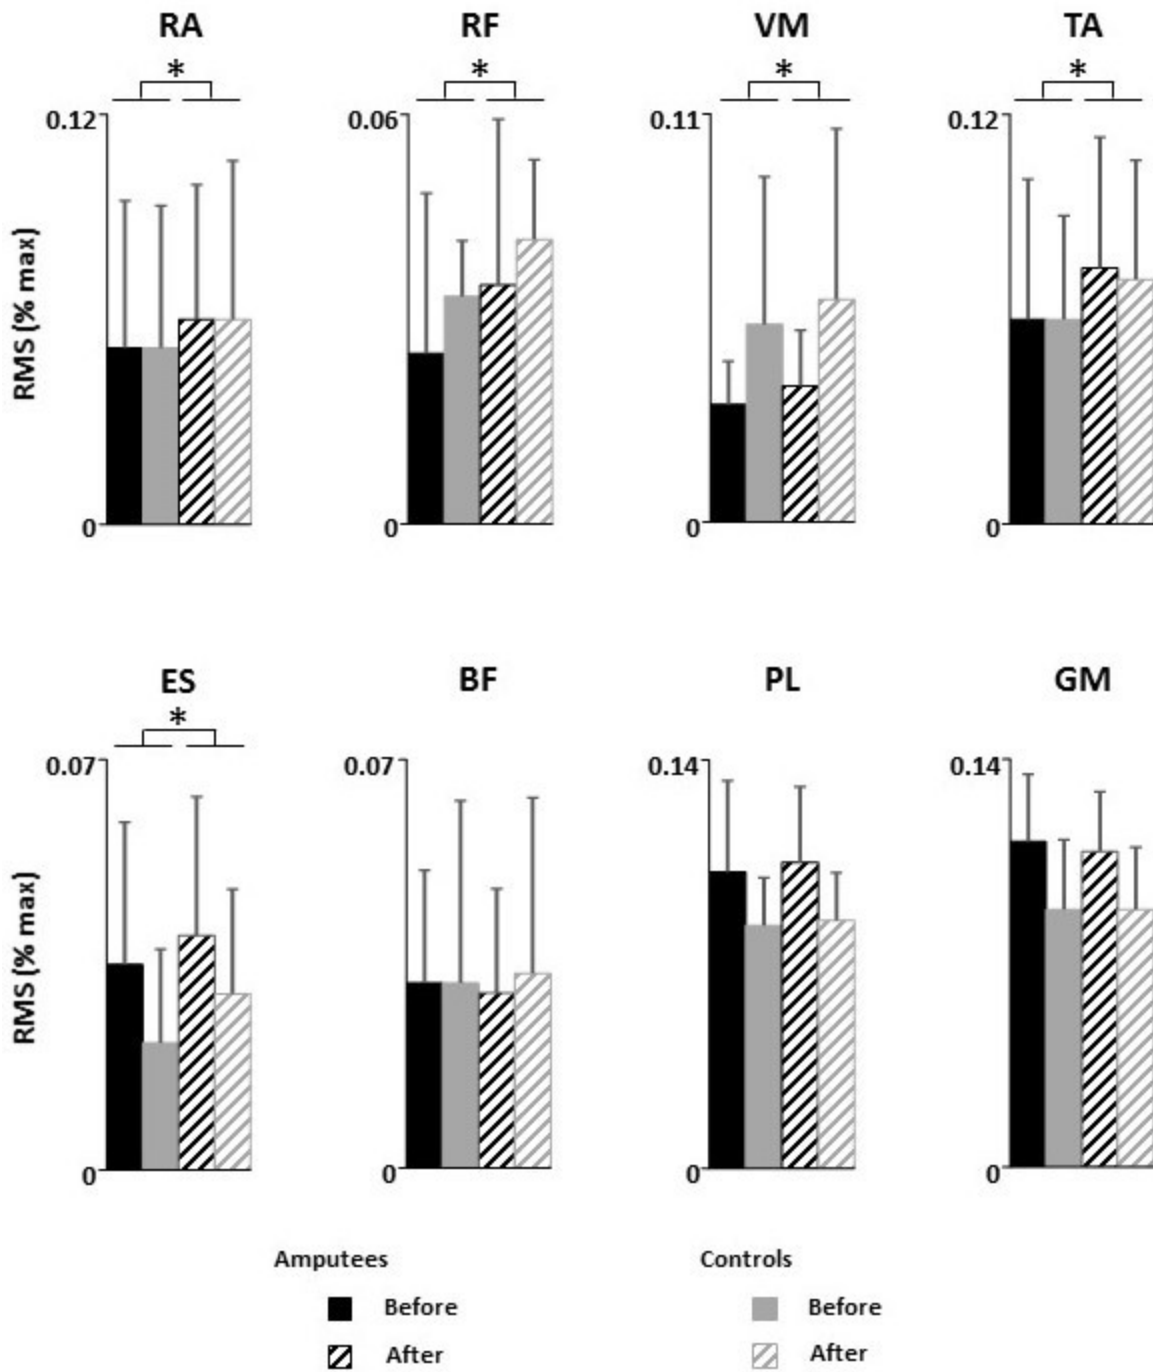 RA RF VM TA
* * * *
0.12 0.06 0.11 0.12
RMS (% max)
0 0 0 0
ES BF PL GM
*
0.07 0.07 0.14 0.14
RMS (% max)
0 0 0 0
Amputees Controls
Before Before
After After